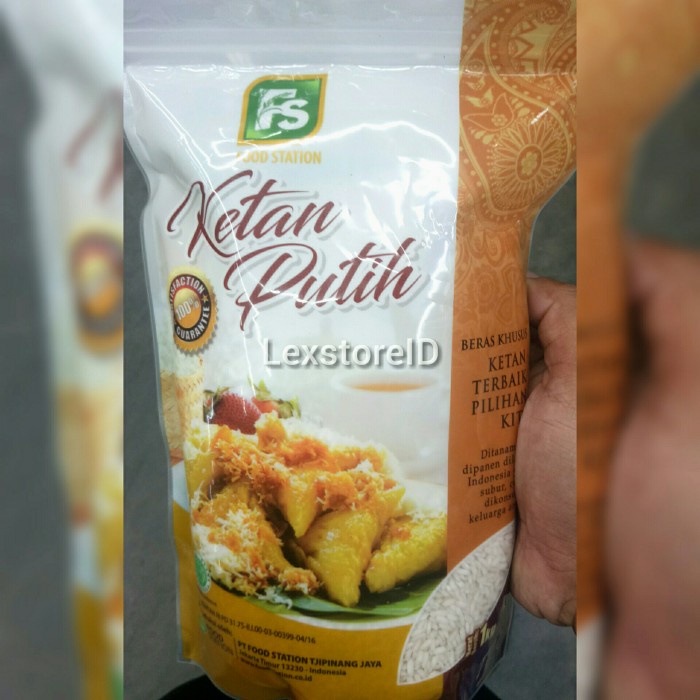 FS
FOOD STATION
Ketan
Putih
SATISFACTION
100%
GUARANTEE
LexstoreID
BERAS KHUSUS
KETAN
TERBAIK
PILIHAN
Ditanam
dipanen
Indonesia
subur,
keluarga
PT FOOD STATION TJIPINANG JAYA
Jakarta Timur 13230 - Indonesia